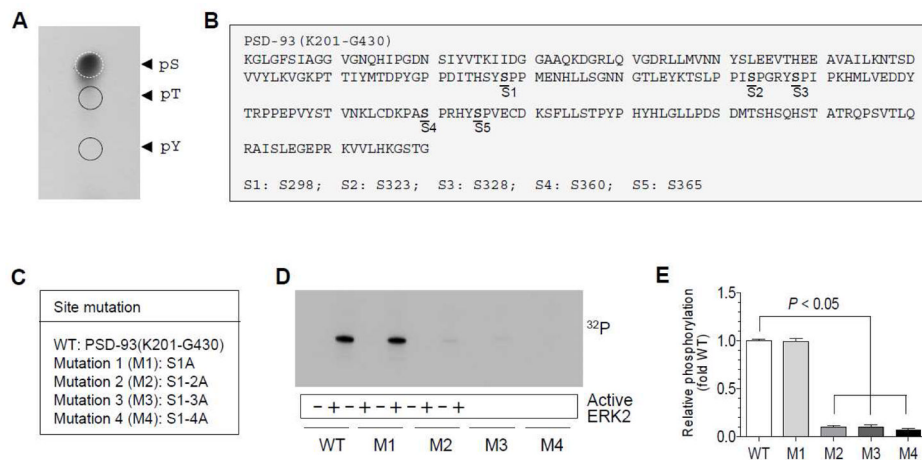 A
pS
pT
pY
B
PSD-93(K201-G430)
KGLGFSIAGG VGNQHIPGDN SIYVTKIIDG GAAQKDGRLQ VGDRLLMVNN YSLEEVTHEE AVAILKNTSD
VVYLKVGKPT TIYMTDPYGP PDITHSYSPP MENHLLSGNN GTLEYKTSLP PISPGRYSPI PKHMLVEDDY
S1 S2 S3
TRPPEPVYST VNKLCDKPAS PRHYSPVECD KSFLLSTPYP HYHLGLLPDS DMTSHSQHST ATRQPSVTLQ
S4 S5
RAISLEGEPR KVVLHKGSTG
S1: S298; S2: S323; S3: S328; S4: S360; S5: S365
C
Site mutation
WT: PSD-93(K201-G430)
Mutation 1 (M1): S1A
Mutation 2 (M2): S1-2A
Mutation 3 (M3): S1-3A
Mutation 4 (M4): S1-4A
D
32P
− + + + − + − +
Active
ERK2
WT M1 M2 M3 M4
E
Relative phosphorylation
(fold WT)
1.5
1.0
0.5
0.0
P < 0.05
WT M1 M2 M3 M4